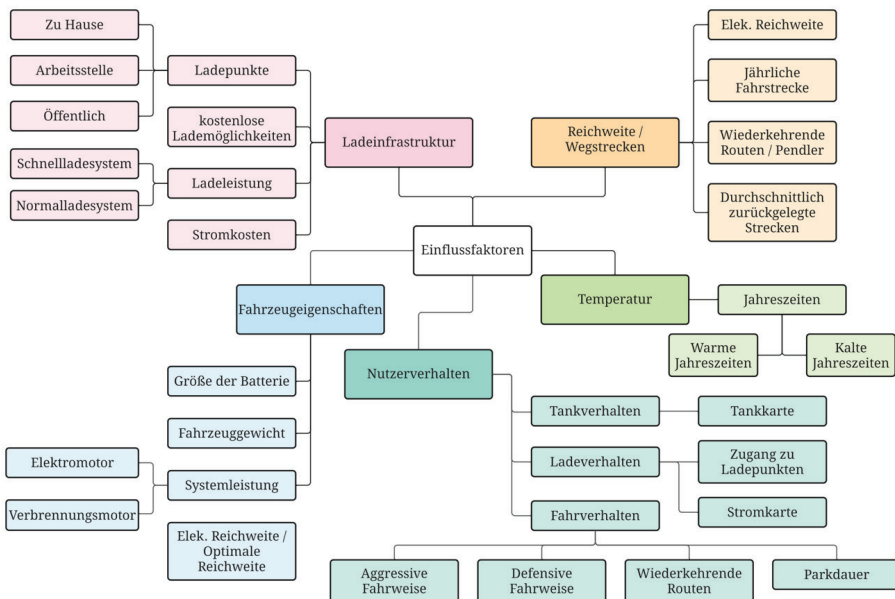 Zu Hause
Arbeitsstelle
Öffentlich
Schnellladesystem
Normalladesystem
Ladepunkte
kostenlose
Lademöglichkeiten
Ladeleistung
Stromkosten
Ladeinfrastruktur
Reichweite /
Wegstrecken
Elek. Reichweite
Jährliche
Fahrstrecke
Wiederkehrende
Routen / Pendler
Durchschnittlich
zurückgelegte
Strecken
Einflussfaktoren
Fahrzeugeigenschaften
Temperatur
Jahreszeiten
Warme
Jahreszeiten
Kalte
Jahreszeiten
Nutzerverhalten
Größe der Batterie
Fahrzeuggewicht
Systemleistung
Elektromotor
Verbrennungsmotor
Elek. Reichweite /
Optimale
Reichweite
Tankverhalten
Tankkarte
Ladeverhalten
Zugang zu
Ladepunkten
Stromkarte
Fahrverhalten
Aggressive
Fahrweise
Defensive
Fahrweise
Wiederkehrende
Routen
Parkdauer